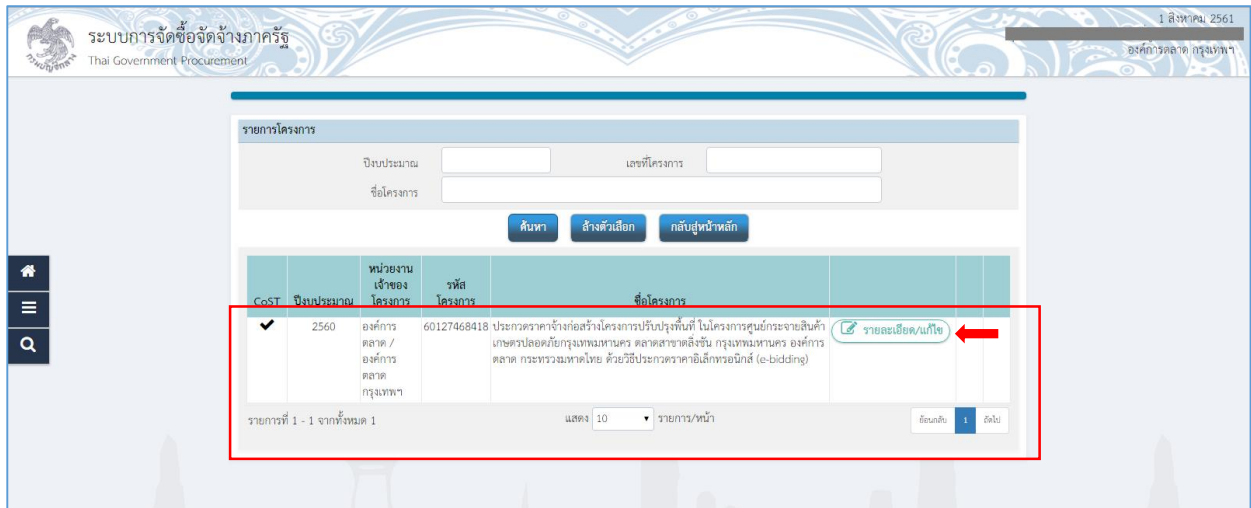 1 สิงหาคม 2561
ระบบการจัดซื้อจัดจ้างภาครัฐ
Thai Government Procurement
องค์การตลาด กรุงเทพฯ
รายการโครงการ
ปีงบประมาณ
เลขที่โครงการ
ชื่อโครงการ
ค้นหา
ล้างตัวเลือก
กลับสู่หน้าหลัก
CoST
ปีงบประมาณ
หน่วยงาน
เจ้าของ
โครงการ
รหัส
โครงการ
ชื่อโครงการ
2560
องค์การ
ตลาด /
องค์การ
ตลาด
กรุงเทพฯ
60127468418
ประกวดราคาจ้างก่อสร้างโครงการปรับปรุงพื้นที่ ในโครงการศูนย์กระจายสินค้า
เกษตรปลอดภัยกรุงเทพมหานคร ตลาดสาขาตลิ่งชัน กรุงเทพมหานคร องค์การ
ตลาด กระทรวงมหาดไทย ด้วยวิธีประกวดราคาอิเล็กทรอนิกส์ (e-bidding)
รายละเอียด/แก้ไข
รายการที่ 1 - 1 จากทั้งหมด 1
แสดง 10 รายการ/หน้า
ย้อนกลับ
1
ถัดไป